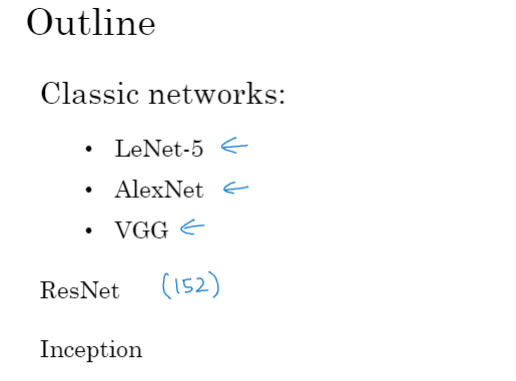 Outline
Classic networks:
• LeNet-5 ←
• AlexNet ←
• VGG ←
ResNet (152)
Inception